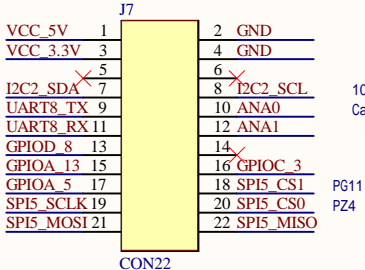 J7
VCC_5V 1 2 GND
VCC_3.3V 3 4 GND
5 6
I2C2_SDA 7 8 I2C2_SCL
UART8_TX 9 10 ANA0
UART8_RX 11 12 ANA1
GPIOD_8 13 14
GPIOA_13 15 16 GPIOC_3
GPIOA_5 17 18 SPI5_CS1 PG11
SPI5_SCLK 19 20 SPI5_CS0 PZ4
SPI5_MOSI 21 22 SPI5_MISO
CON22